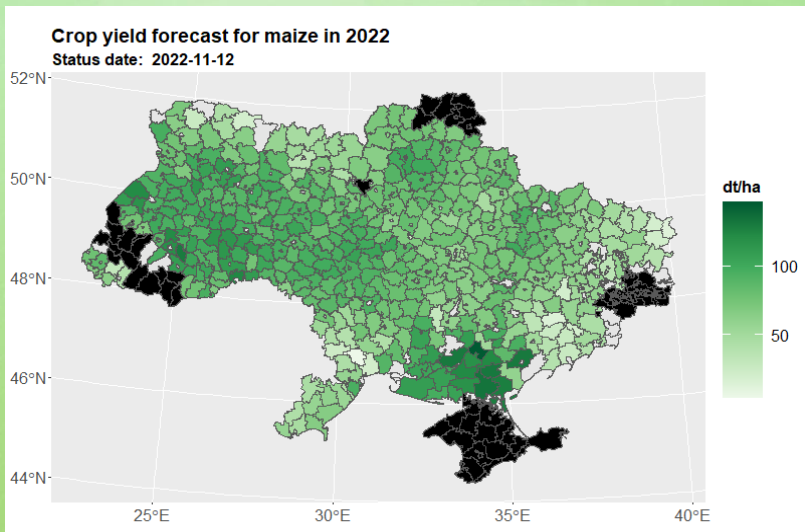 Crop yield forecast for maize in 2022
Status date: 2022-11-12
52°N
50°N
48°N
46°N
44°N
25°E
30°E
35°E
40°E
dt/ha
100
50